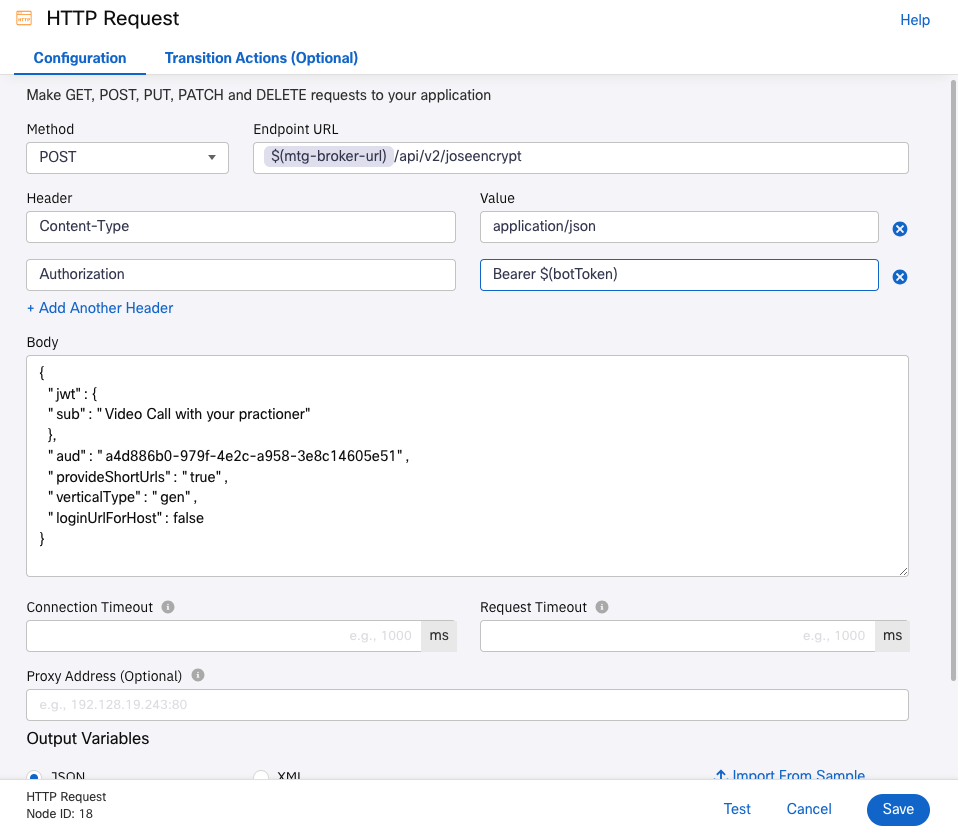 HTTP
HTTP Request
Help
Configuration
Transition Actions (Optional)
Make GET, POST, PUT, PATCH and DELETE requests to your application
Method
Endpoint URL
POST
$(mtg-broker-url) /api/v2/joseencrypt
Header
Value
Content-Type
application/json
Authorization
Bearer $(botToken)
+ Add Another Header
Body
{
"jwt" : {
"sub" : "Video Call with your practioner"
},
"aud" : "a4d886b0-979f-4e2c-a958-3e8c14605e51" ,
"provideShortUrls" : "true" ,
"verticalType" : "gen" ,
"loginUrlForHost" : false
}
Connection Timeout
Request Timeout
e.g., 1000 ms
e.g., 1000 ms
Proxy Address (Optional)
e.g., 192.128.19.243:80
Output Variables
JSON
XML
Import From Sample
HTTP Request
Node ID: 18
Test
Cancel
Save